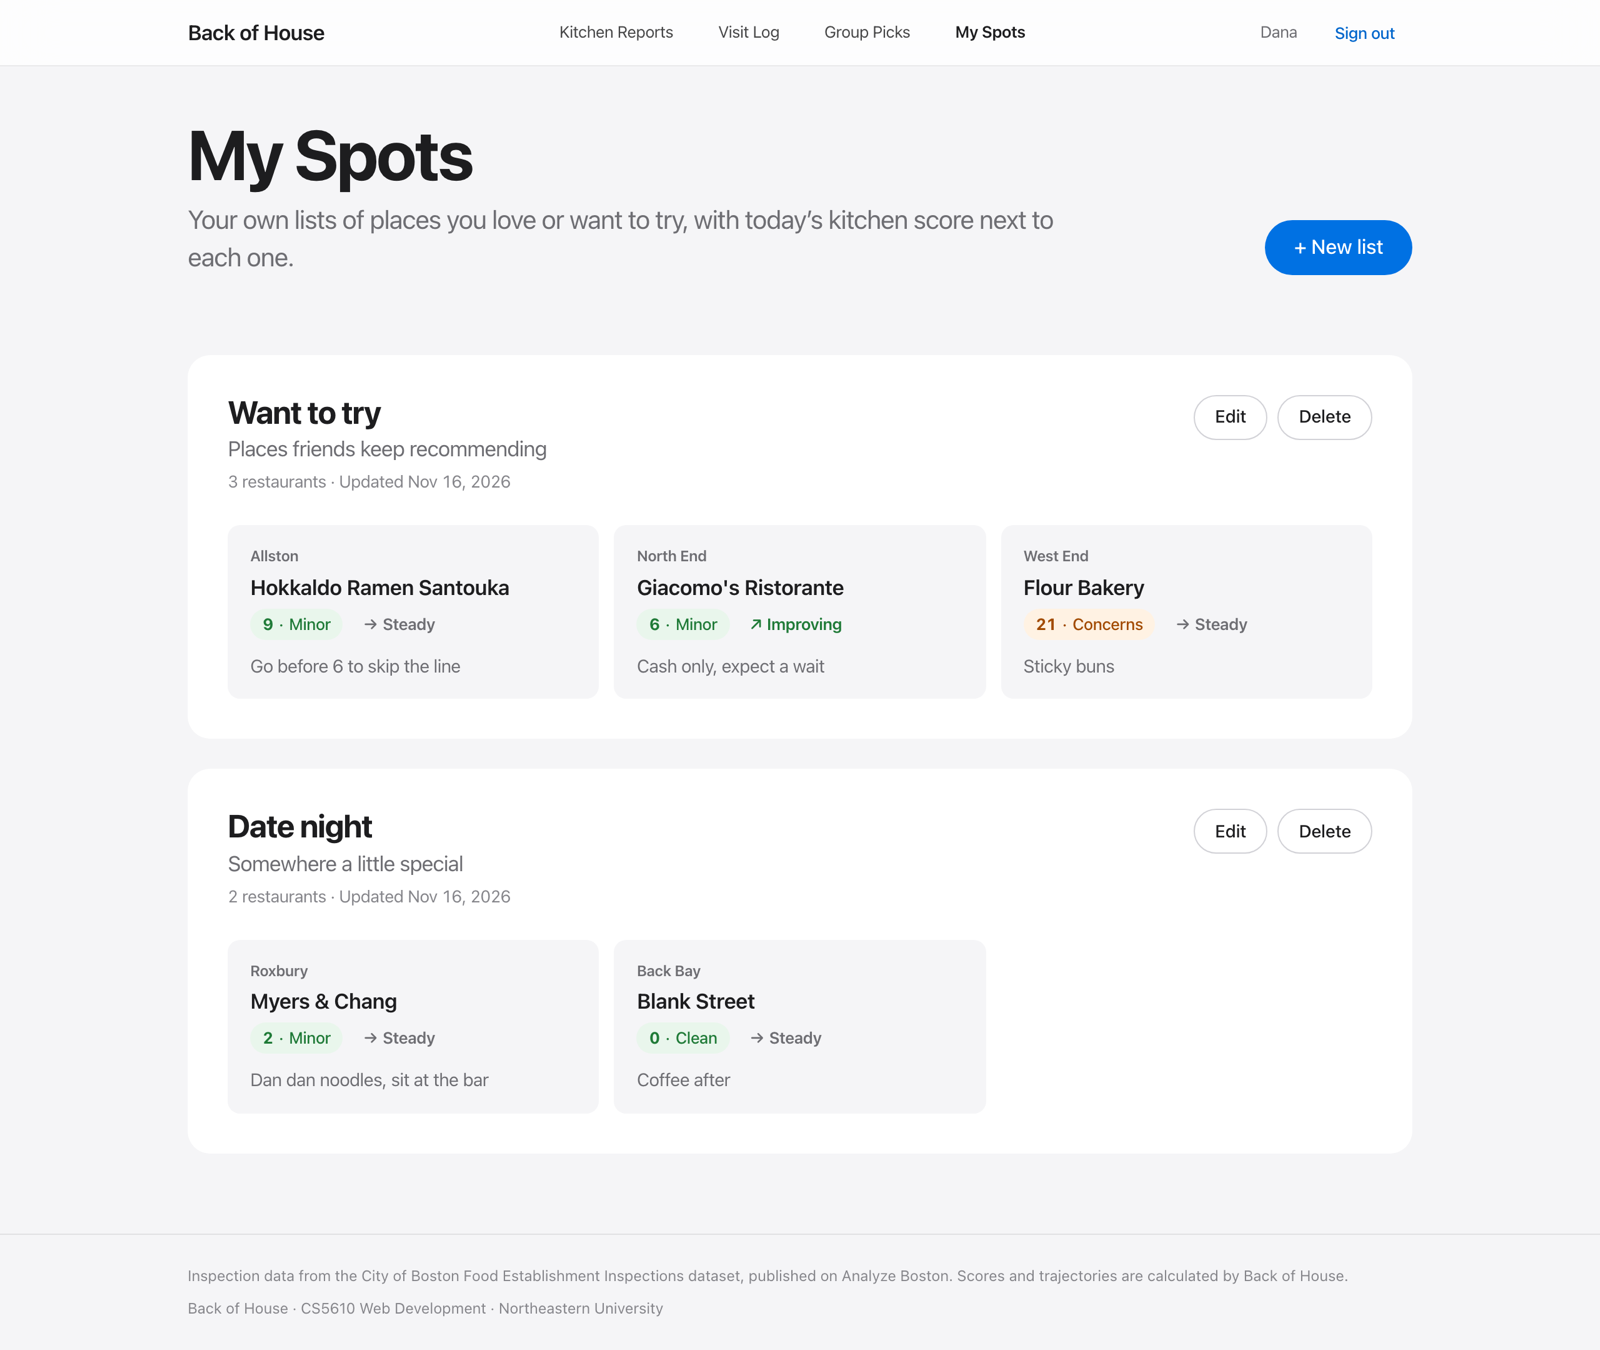 Back of House
Kitchen Reports
Visit Log
Group Picks
My Spots
Dana
Sign out
My Spots
Your own lists of places you love or want to try, with today’s kitchen score next to
each one.
+ New list
Want to try
Edit
Delete
Places friends keep recommending
3 restaurants · Updated Nov 16, 2026
Allston
Hokkaldo Ramen Santouka
9 · Minor
→ Steady
Go before 6 to skip the line
North End
Giacomo's Ristorante
6 · Minor
↗ Improving
Cash only, expect a wait
West End
Flour Bakery
21 · Concerns
→ Steady
Sticky buns
Date night
Edit
Delete
Somewhere a little special
2 restaurants · Updated Nov 16, 2026
Roxbury
Myers & Chang
2 · Minor
→ Steady
Dan dan noodles, sit at the bar
Back Bay
Blank Street
0 · Clean
→ Steady
Coffee after
Inspection data from the City of Boston Food Establishment Inspections dataset, published on Analyze Boston. Scores and trajectories are calculated by Back of House.
Back of House · CS5610 Web Development · Northeastern University